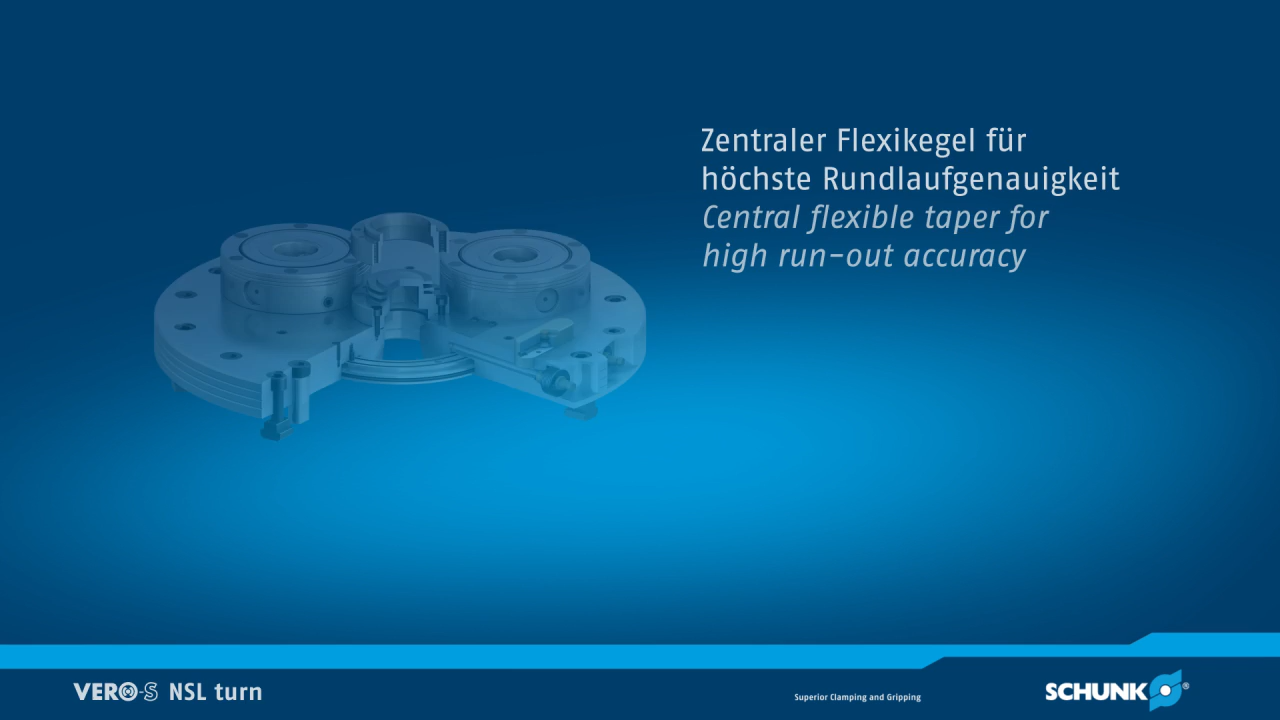 Zentraler Flexikegel für
höchste Rundlaufgenauigkeit
Central flexible taper for
high run-out accuracy
VERO-S NSL turn
Superior Clamping and Gripping
SCHUNK®